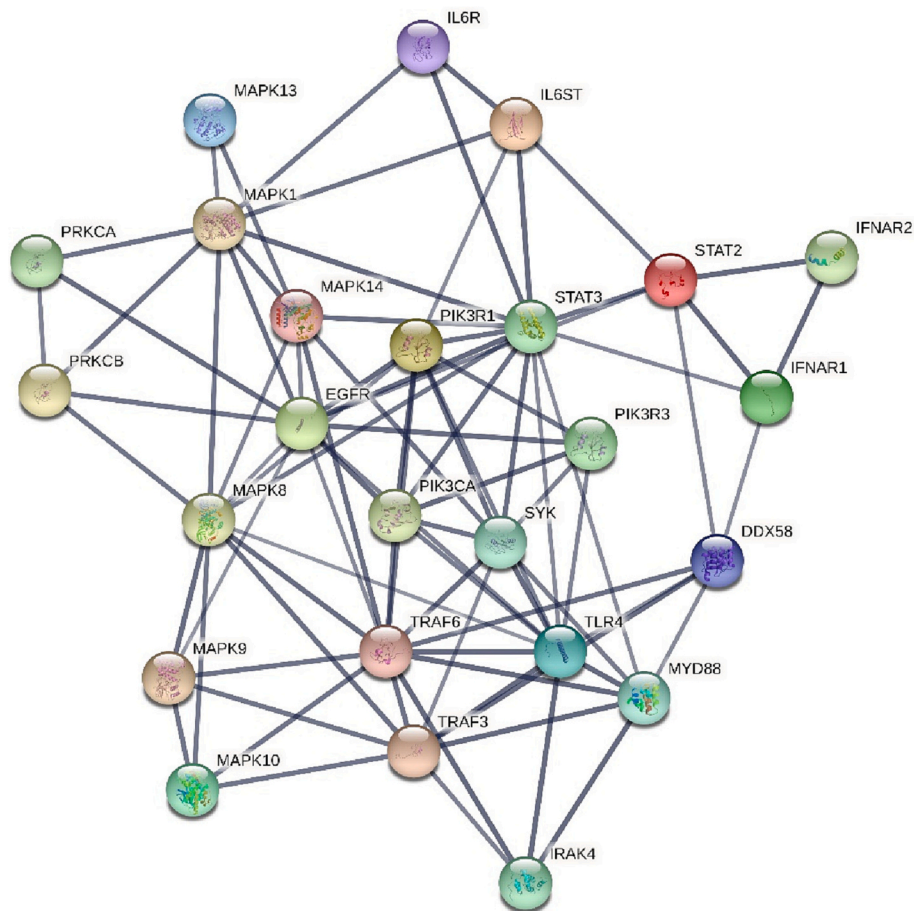 IL6R
MAPK13
IL6ST
MAPK1
PRKCA
IFNAR2
STAT2
MAPK14
STAT3
PIK3R1
PRKCB
IFNAR1
EGFR
PIK3R3
MAPK8
PIK3CA
SYK
DDX58
TRAF6
TLR4
MAPK9
MYD88
TRAF3
MAPK10
IRAK4